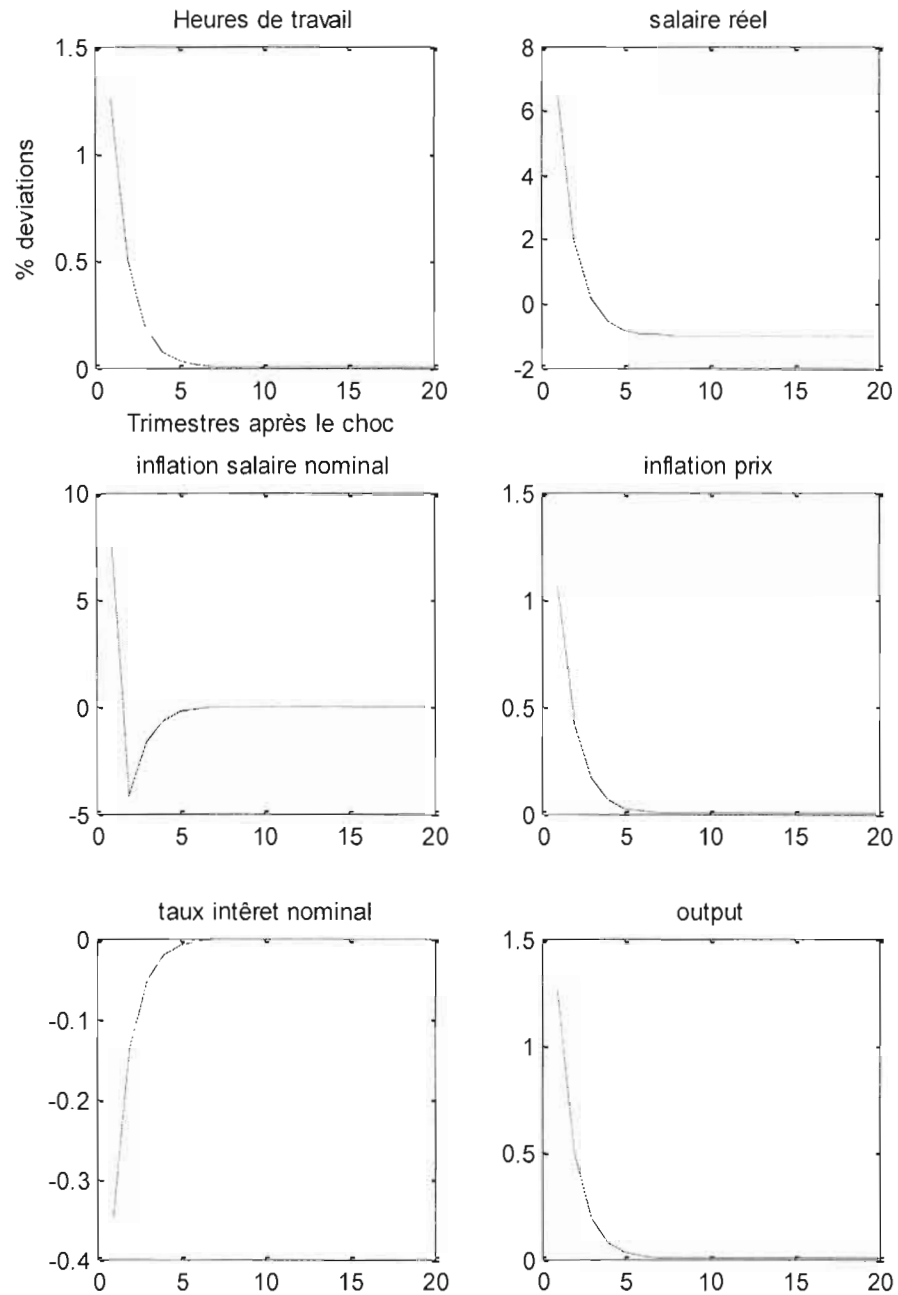 Heures de travail
salaire réel
1.5
1
0.5
0
% deviations
0 5 10 15 20
Trimestres après le choc
8
6
4
2
0
-2
0 5 10 15 20
inflation salaire nominal
inflation prix
10
5
0
-5
0 5 10 15 20
1.5
1
0.5
0
0 5 10 15 20
taux intêret nominal
output
0
-0.1
-0.2
-0.3
-0.4
0 5 10 15 20
1.5
1
0.5
0
0 5 10 15 20